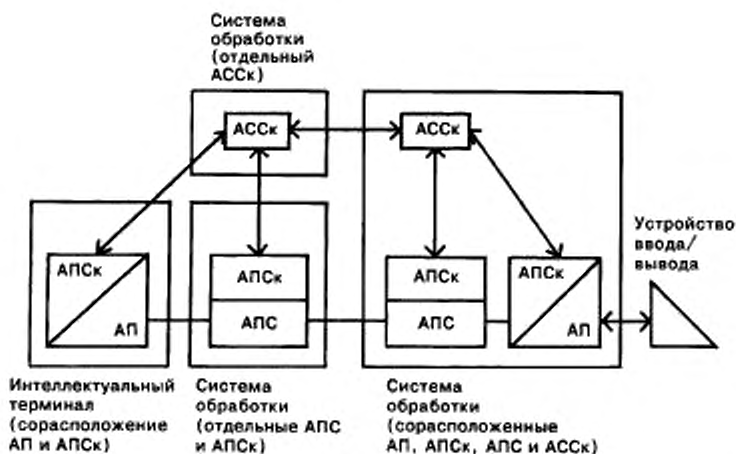 Система
обработки
(отдельный
АССк)
АССк
АССк
Устройство
ввода/
вывода
АПСк
АП
АПСк
АПС
АПСк
АПС
АПСк
АП
Интеллектуальный
терминал
(сорасположение
АП и АПСк)
Система
обработки
(отдельные АПС
и АПСк)
Система
обработки
(сорасположенные
АП, АПСк, АПС и АССк)